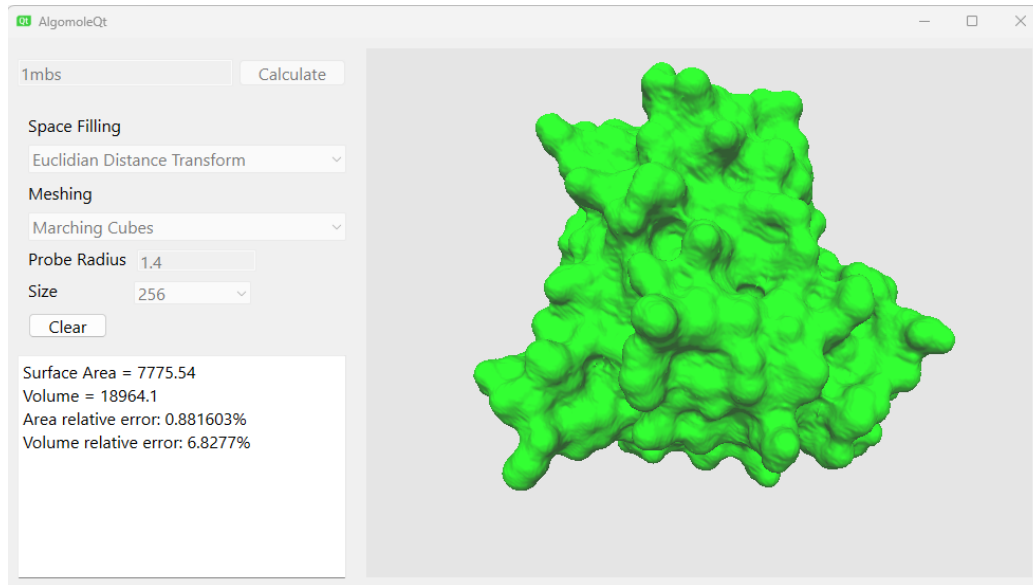 Qt AlgomoleQt
1mbs Calculate
Space Filling
Euclidian Distance Transform
Meshing
Marching Cubes
Probe Radius 1.4
Size 256
Clear
Surface Area = 7775.54
Volume = 18964.1
Area relative error: 0.881603%
Volume relative error: 6.8277%